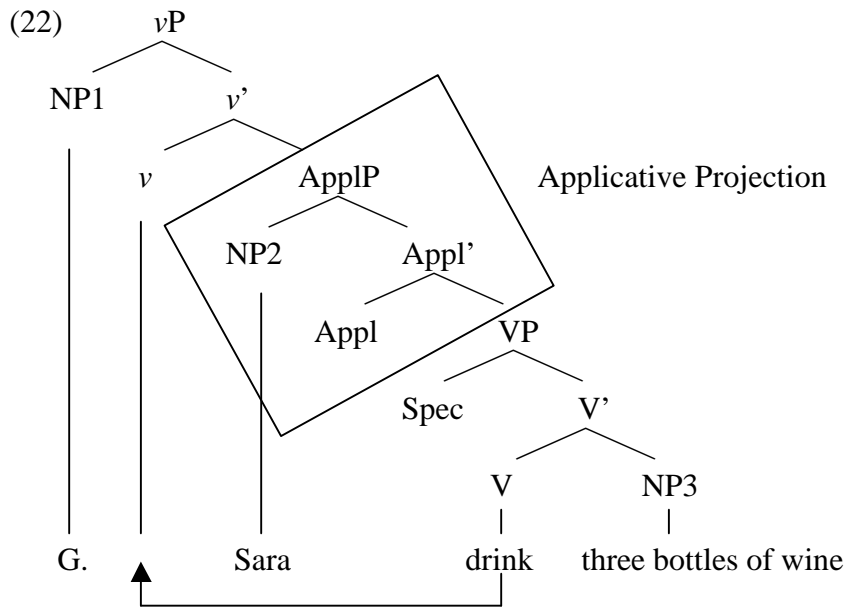 (22) vP
NP1 v’
v ApplP Applicative Projection
NP2 Appl’
Appl VP
Spec V’
V NP3
G. Sara drink three bottles of wine